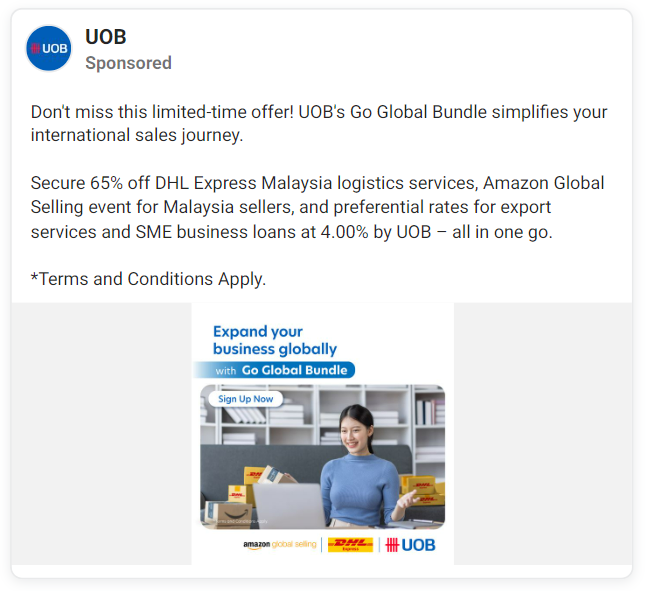 UOB
UOB
Sponsored
Don't miss this limited-time offer! UOB's Go Global Bundle simplifies your
international sales journey.
Secure 65% off DHL Express Malaysia logistics services, Amazon Global
Selling event for Malaysia sellers, and preferential rates for export
services and SME business loans at 4.00% by UOB – all in one go.
*Terms and Conditions Apply.
Expand your
business globally
with Go Global Bundle
Sign Up Now
DHL
DHL
DHL
DHL
amazon global selling
DHL
Express
UOB